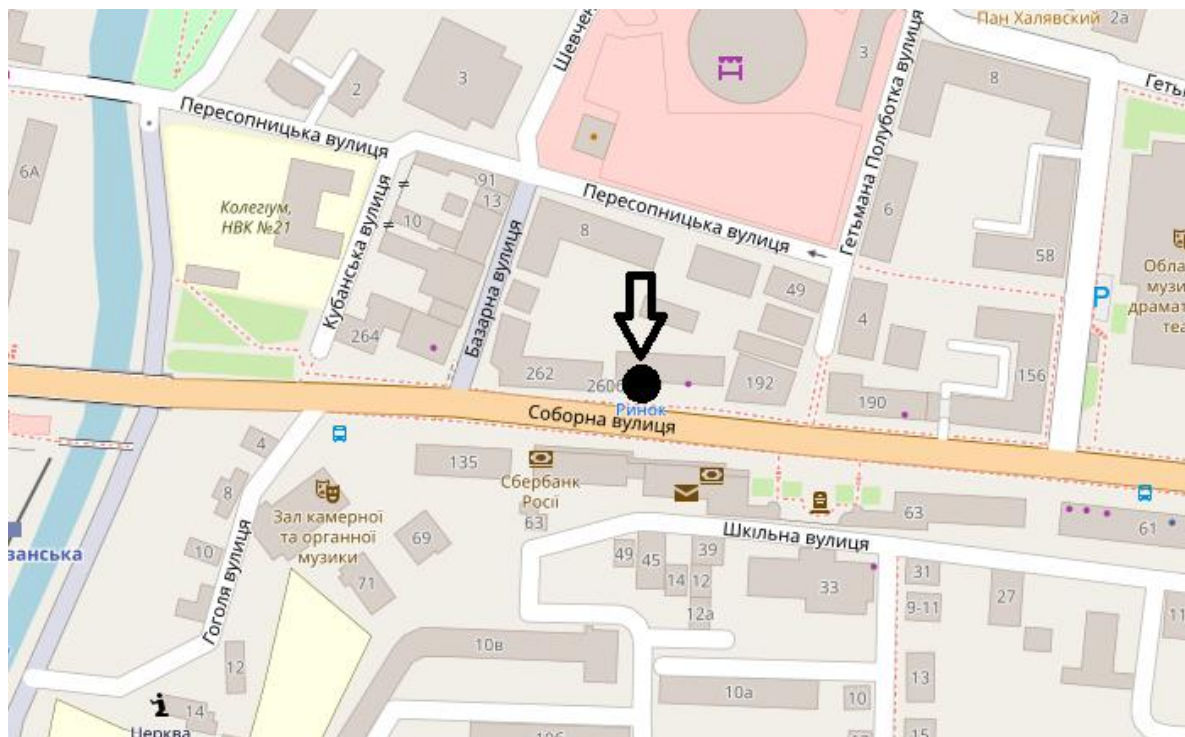 Пан Халявский
2а
Шевчен
3
3
8
Геть
2
Пересопницька вулиця
6А
Колегіум,
НВК №21
91
13
10
Кубанська вулиця
Базарна вулиця
8
Пересопницька вулиця
Гетьмана Полуботка вулиця
6
58
Обла
музи
драмат
теа
P
49
4
264
262
260
192
190
156
Ринок
Соборна вулиця
4
135
Сбербанк
Росії
63
8
Зал камерної
та органної
музики
69
71
занська
10
Гоголя вулиця
Шкільна вулиця
63
61
49
45
39
14
12
12а
33
31
9-11
27
11
10в
12
13
10а
10
14
Церква
15